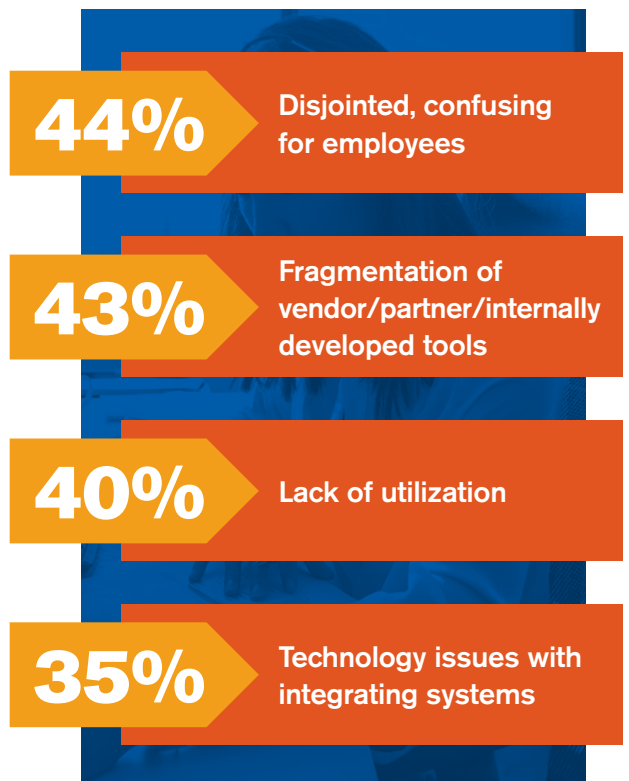 44%
Disjointed, confusing
for employees
43%
Fragmentation of
vendor/partner/internally
developed tools
40%
Lack of utilization
35%
Technology issues with
integrating systems